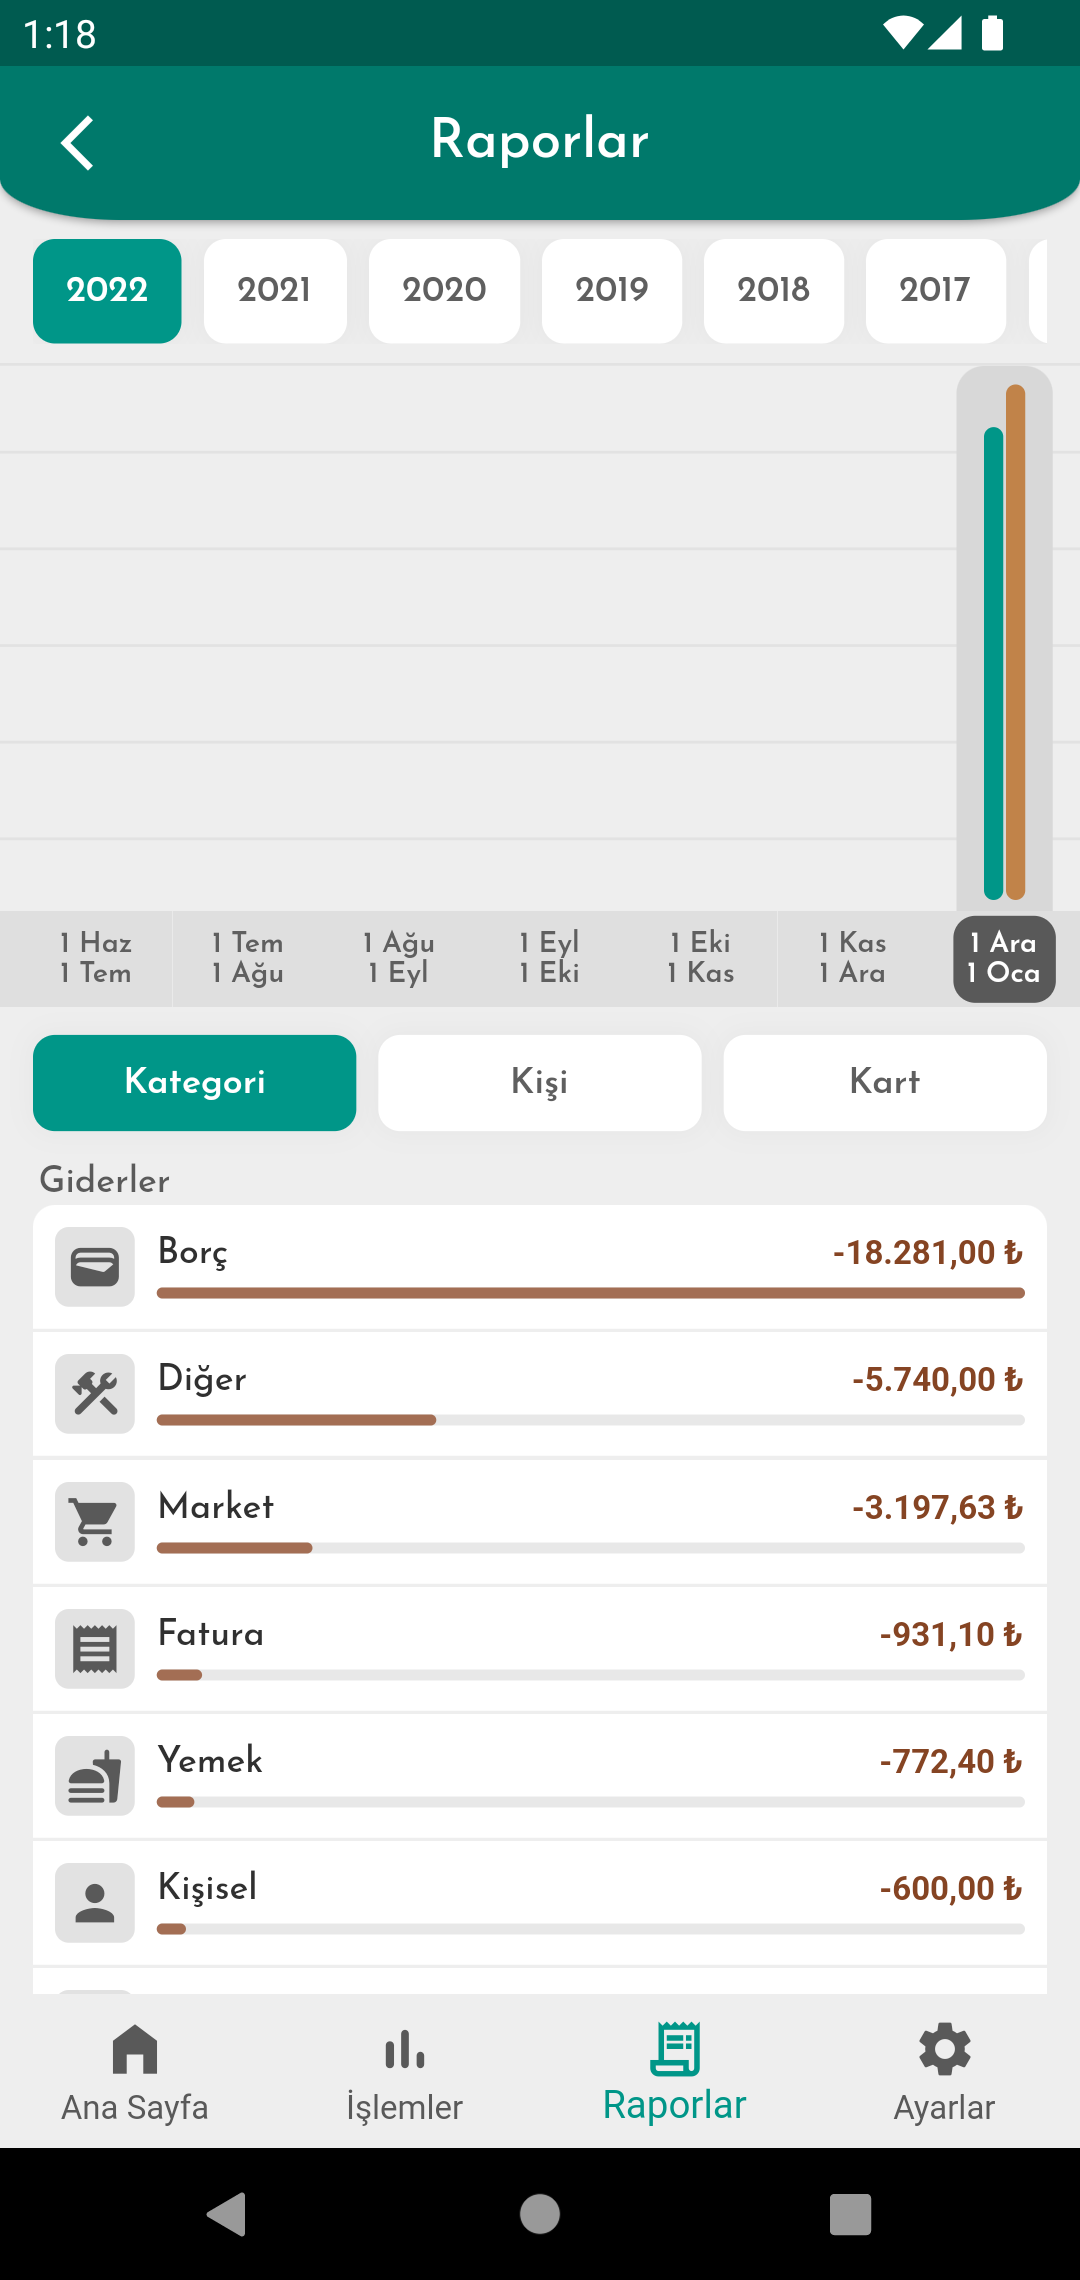 1:18
Raporlar
2022 2021 2020 2019 2018 2017
1 Haz 1 Tem 1 Ağu 1 Eyl 1 Eki 1 Kas 1 Ara
1 Tem 1 Ağu 1 Eyl 1 Eki 1 Kas 1 Ara 1 Oca
Kategori Kişi Kart
Giderler
Borç -18.281,00 ₺
Diğer -5.740,00 ₺
Market -3.197,63 ₺
Fatura -931,10 ₺
Yemek -772,40 ₺
Kişisel -600,00 ₺
Ana Sayfa İşlemler Raporlar Ayarlar